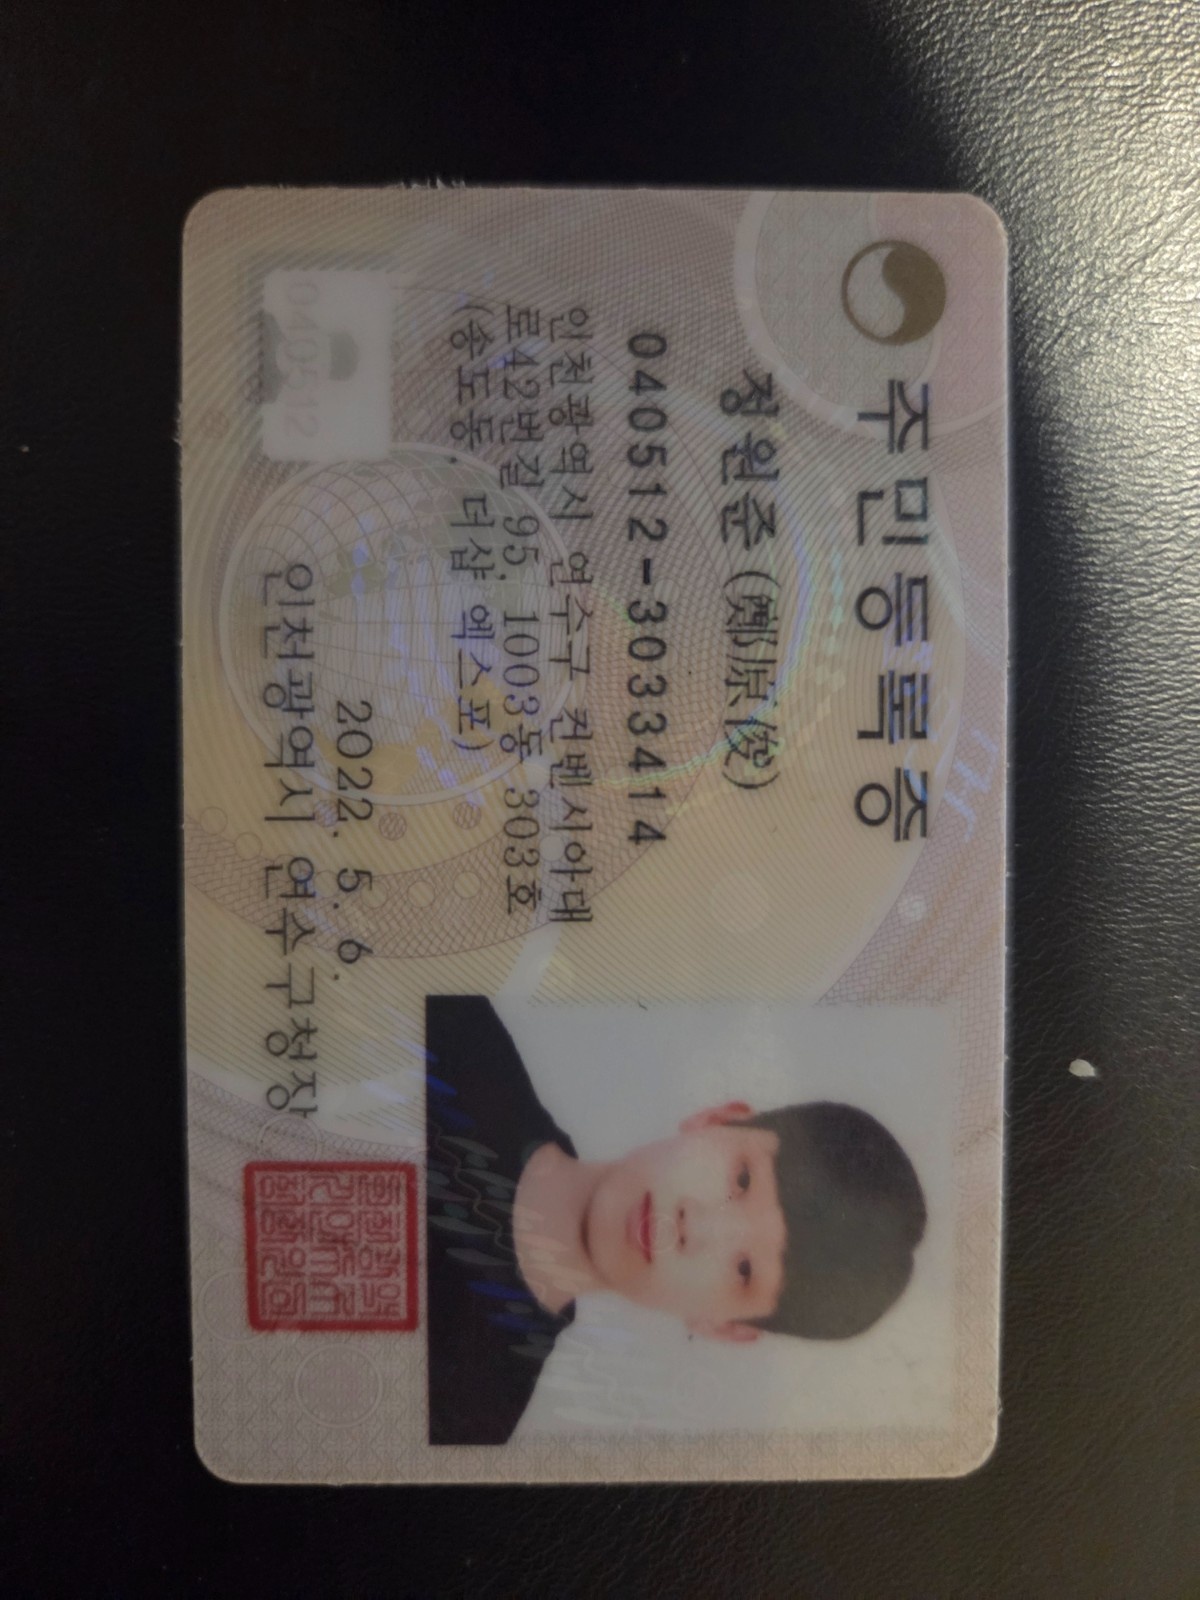 주민등록증
정원준 (鄭原俊)
040512-3033414
인천광역시 연수구 컨벤시아대
로42번길 95, 1003동 303호
(송도동, 더샵 엑스포)
2022. 5. 6.
인천광역시 연수구청장
040512